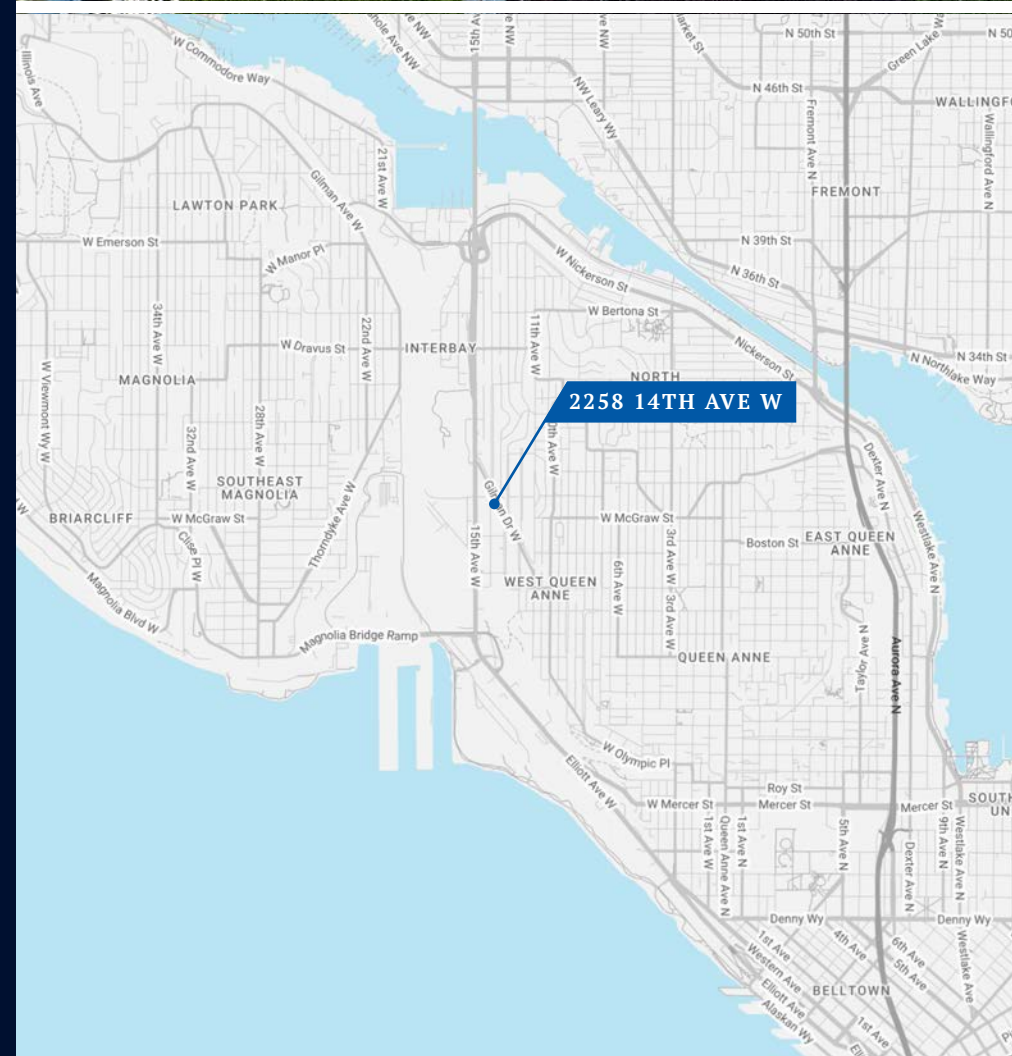 N 50th St
W Commodore Way
15th Ave NW
Green Lake
Illinois Ave
N 46th St
NW Leary Wy
WALLINGF
Fremont Ave N
Wallingford Ave N
21st Ave W
Gilman Ave W
FREMONT
LAWTON PARK
W Emerson St
N 39th St
W Manor Pl
W Nickerson St
N 36th St
34th Ave W
22nd Ave W
W Bertona St
11th Ave W
W Dravus St
INTERBAY
Nickerson St
N 34th St
N Northlake Way
W Viewmont Wy W
MAGNOLIA
NORTH
2258 14TH AVE W
28th Ave W
32nd Ave W
Dexter Ave N
SOUTHEAST
MAGNOLIA
Thorndyke Ave W
Gilman Dr W
BRIARCLIFF
W McGraw St
W McGraw St
Clise Pl W
15th Ave W
3rd Ave W
Boston St
EAST QUEEN
ANNE
Westlake Ave N
6th Ave W
WEST QUEEN
ANNE
Magnolia Blvd W
3rd Ave W
Magnolia Bridge Ramp
QUEEN ANNE
Taylor Ave N
Aurora Ave N
W Olympic Pl
Elliott Ave W
Roy St
W Mercer St
Mercer St
Mercer St
SOUTH
UN
1st Ave W
Queen Anne Ave N
1st Ave N
5th Ave N
Dexter Ave N
9th Ave N
Westlake Ave N
Denny Wy
Denny Wy
1st Ave
4th Ave
6th Ave
5th Ave
Westlake Ave
Western Ave
Elliott Ave
Alaskan Wy
BELLTOWN
1st Ave